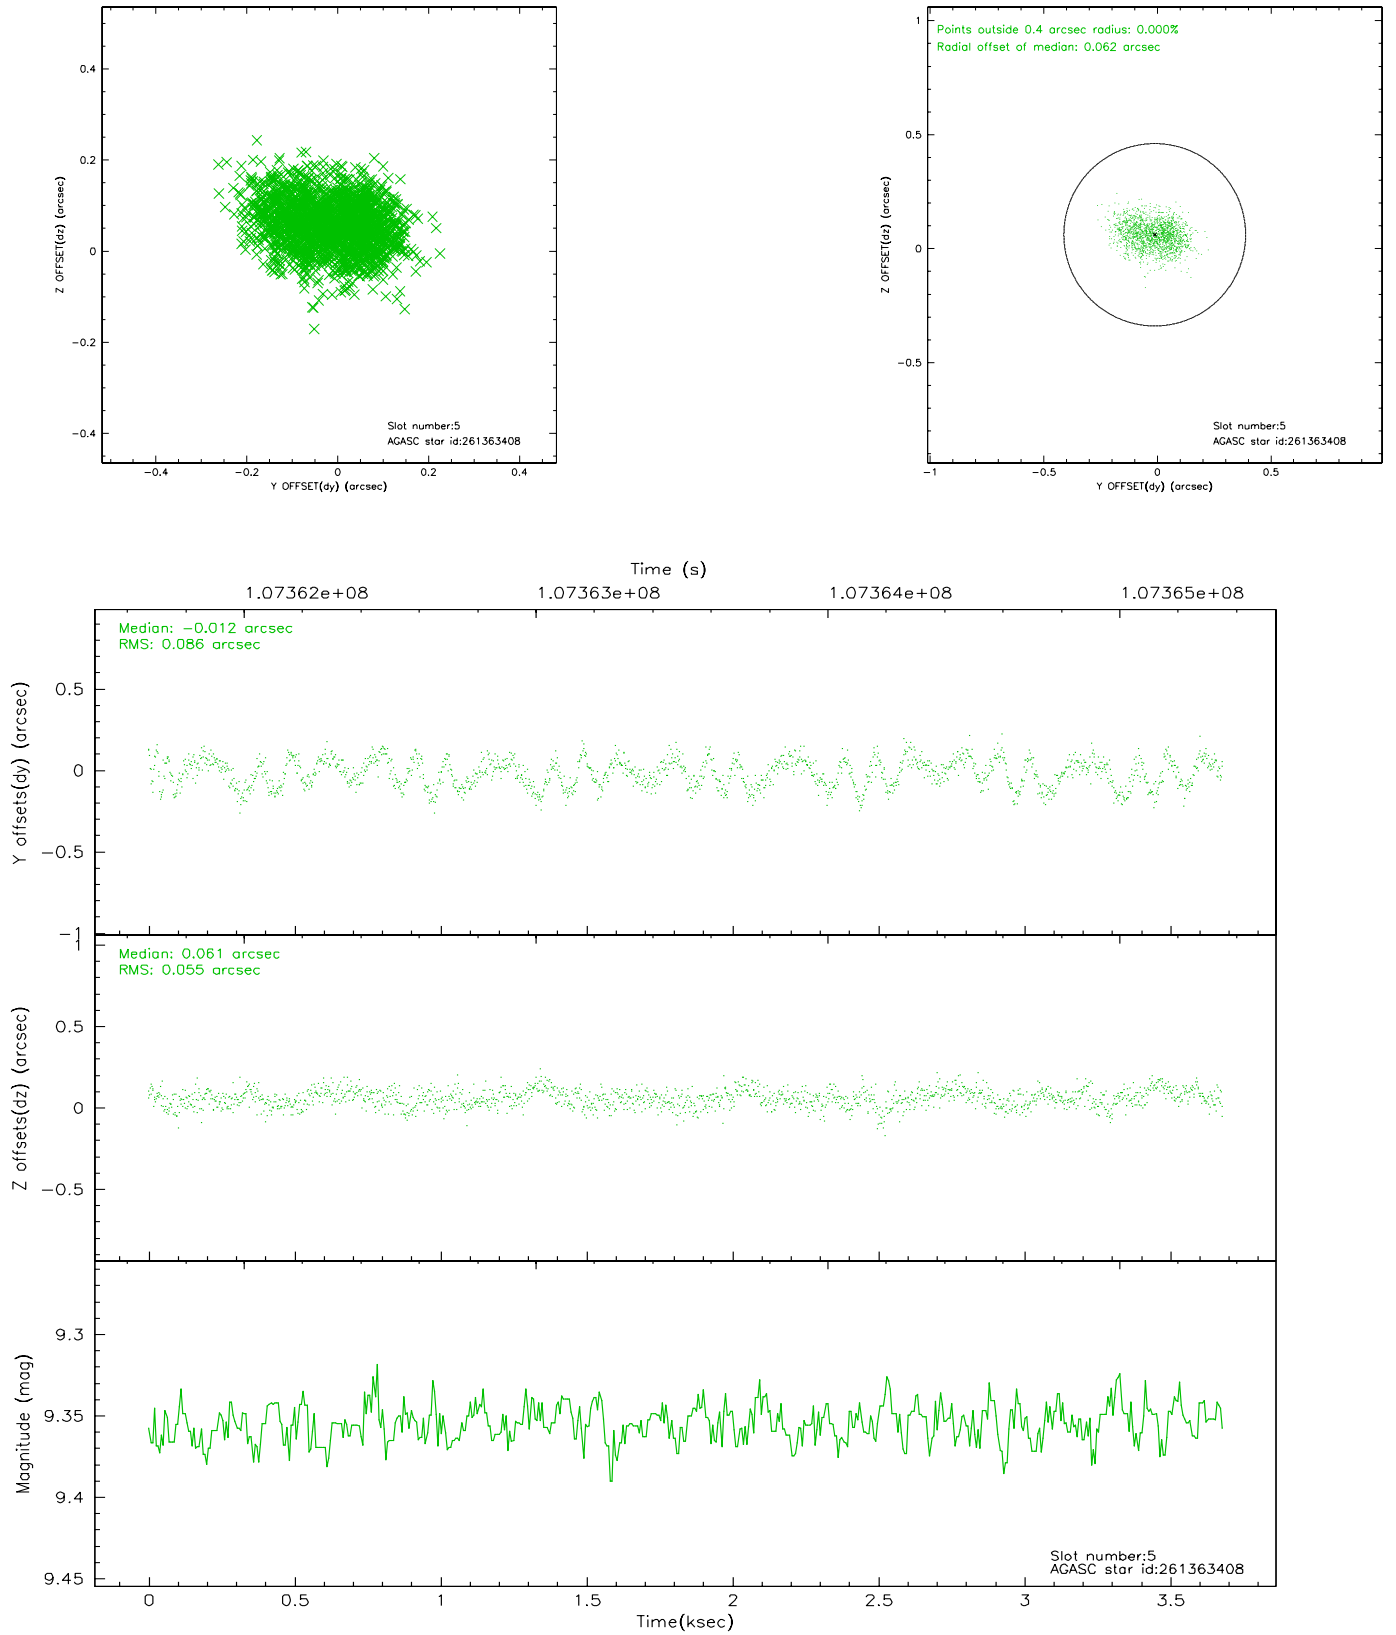 0.4
0.2
0
−0.2
−0.4
Z OFFSET(dz) (arcsec)
Slot number:5
AGASC star id:261363408
−0.4 −0.2 0 0.2 0.4
Y OFFSET(dy) (arcsec)
Points outside 0.4 arcsec radius: 0.000%
Radial offset of median: 0.062 arcsec
1
0.5
0
−0.5
Z OFFSET(dz) (arcsec)
Slot number:5
AGASC star id:261363408
−1 −0.5 0 0.5
Y OFFSET(dy) (arcsec)
Time (s)
1.07362e+08 1.07363e+08 1.07364e+08 1.07365e+08
Median: −0.012 arcsec
RMS: 0.086 arcsec
0.5
0
−0.5
−1
Y offsets(dy) (arcsec)
1
Median: 0.061 arcsec
RMS: 0.055 arcsec
0.5
0
−0.5
Z offsets(dz) (arcsec)
9.3
9.35
9.4
9.45
Magnitude (mag)
Slot number:5
AGASC star id:261363408
0 0.5 1 1.5 2 2.5 3 3.5
Time(ksec)